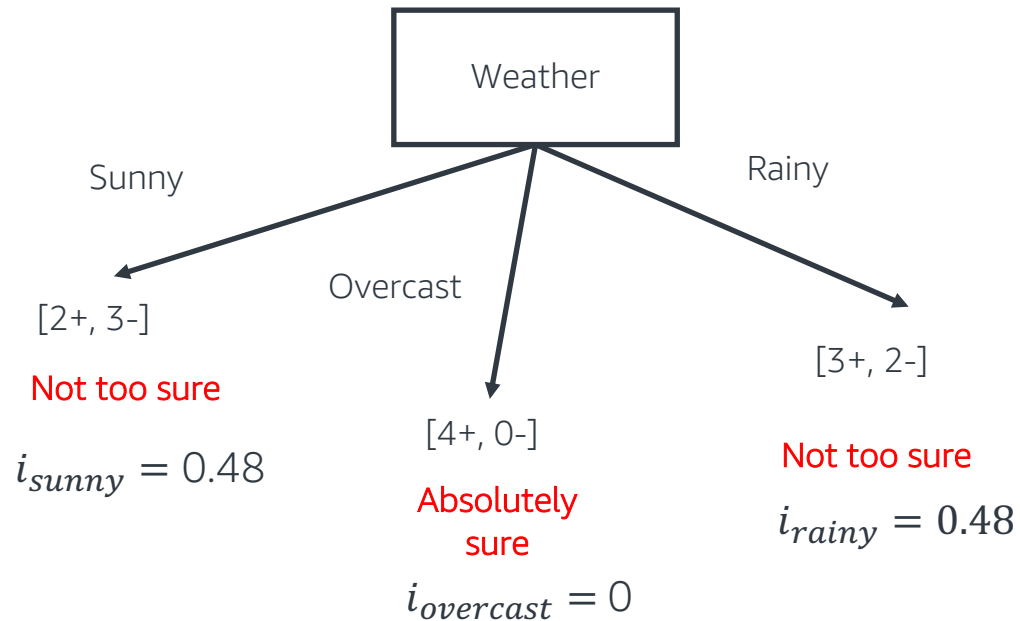 Weather
Sunny
Rainy
Overcast
[2+, 3-]
Not too sure
i_sunny = 0.48
[4+, 0-]
Absolutely
sure
i_overcast = 0
[3+, 2-]
Not too sure
i_rainy = 0.48